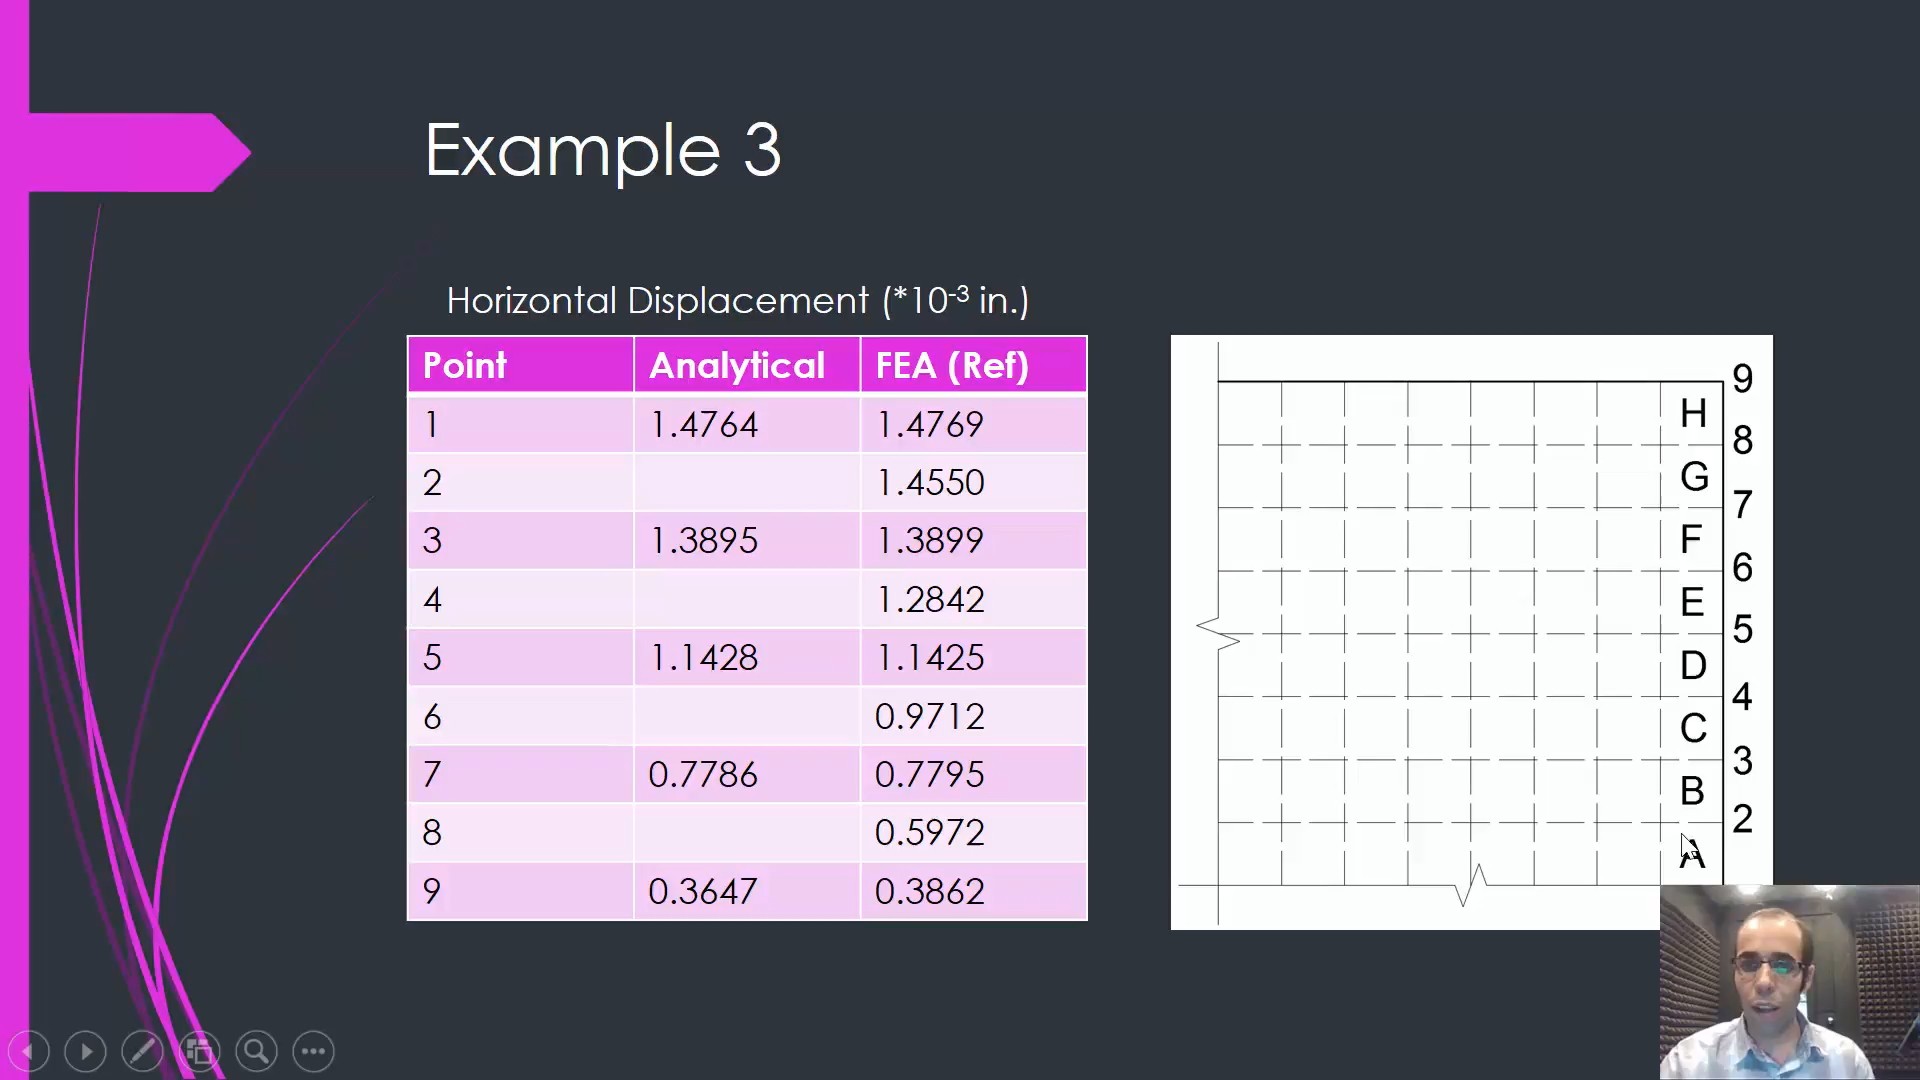 Example 3
Horizontal Displacement (*10⁻³ in.)
Point Analytical FEA (Ref)
1 1.4764 1.4769
2 1.4550
3 1.3895 1.3899
4 1.2842
5 1.1428 1.1425
6 0.9712
7 0.7786 0.7795
8 0.5972
9 0.3647 0.3862
9
H
8
G
7
F
6
E
5
D
4
C
3
B
2
A